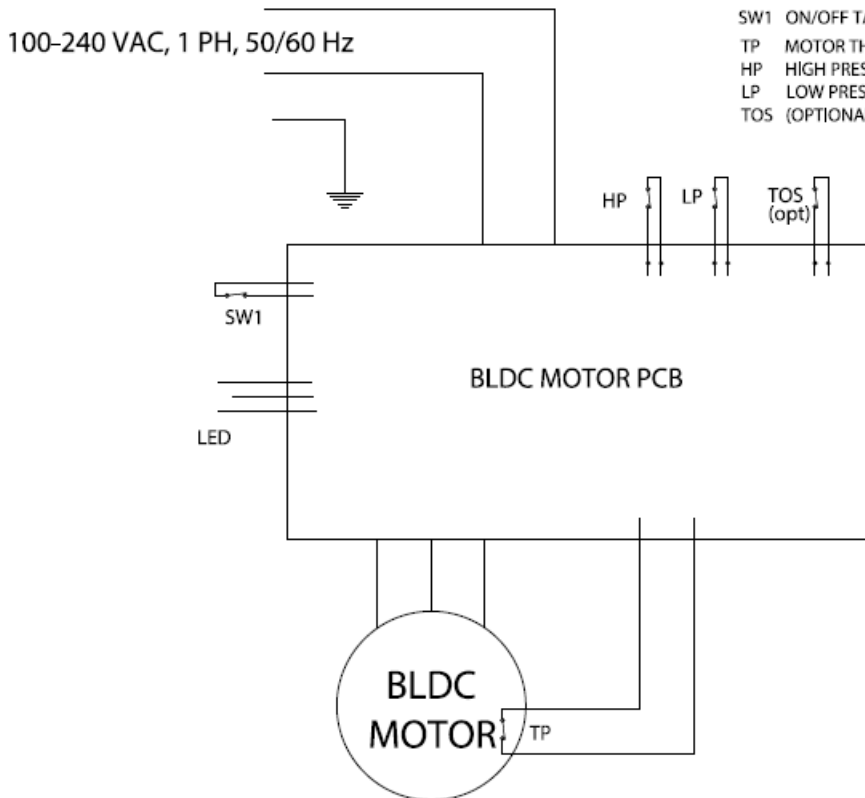 100-240 VAC, 1 PH, 50/60 Hz
SW1 ON/OFF
TP MOTOR
HP HIGH
LP LOW
TOS
HP
LP
TOS
(opt)
SW1
BLDC MOTOR PCB
LED
BLDC
MOTOR
TP